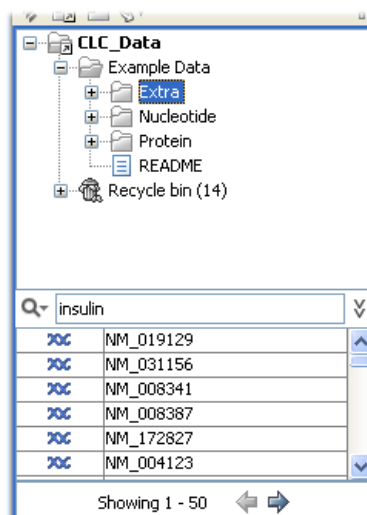 CLC_Data
Example Data
Extra
Nucleotide
Protein
README
Recycle bin (14)
insulin
NM_019129
NM_031156
NM_008341
NM_008387
NM_172827
NM_004123
Showing 1 - 50